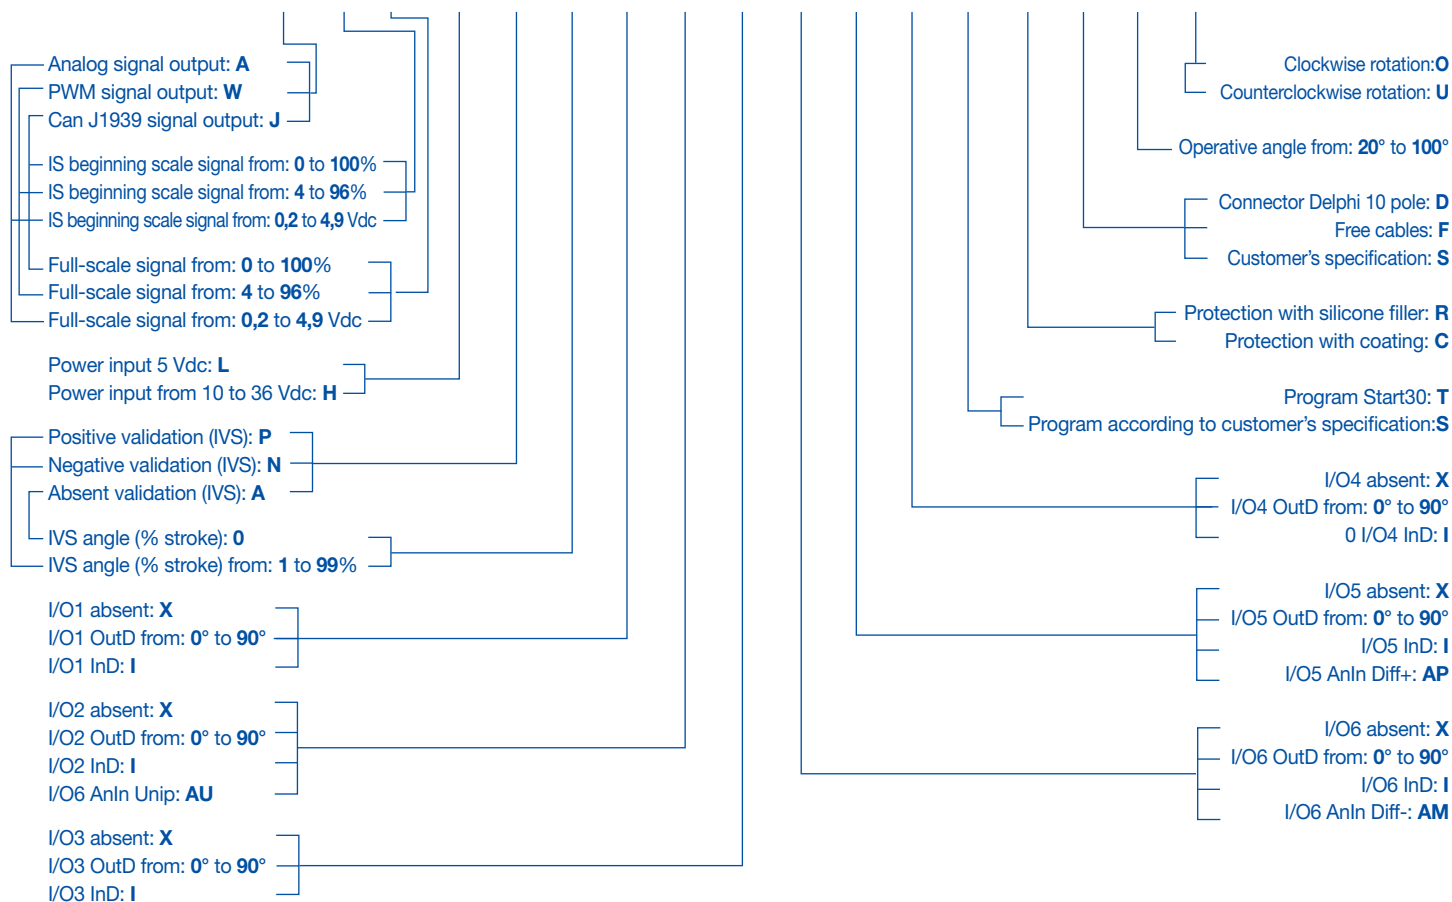 Analog signal output: A
PWM signal output: W
Can J1939 signal output: J
IS beginning scale signal from: 0 to 100%
IS beginning scale signal from: 4 to 96%
IS beginning scale signal from: 0,2 to 4,9 Vdc
Full-scale signal from: 0 to 100%
Full-scale signal from: 4 to 96%
Full-scale signal from: 0,2 to 4,9 Vdc
Power input 5 Vdc: L
Power input from 10 to 36 Vdc: H
Positive validation (IVS): P
Negative validation (IVS): N
Absent validation (IVS): A
IVS angle (% stroke): 0
IVS angle (% stroke) from: 1 to 99%
I/O1 absent: X
I/O1 OutD from: 0° to 90°
I/O1 InD: I
I/O2 absent: X
I/O2 OutD from: 0° to 90°
I/O2 InD: I
I/O6 AnIn Unip: AU
I/O3 absent: X
I/O3 OutD from: 0° to 90°
I/O3 InD: I
Clockwise rotation:O
Counterclockwise rotation: U
Operative angle from: 20° to 100°
Connector Delphi 10 pole: D
Free cables: F
Customer's specification: S
Protection with silicone filler: R
Protection with coating: C
Program Start30: T
Program according to customer's specification:S
I/O4 absent: X
I/O4 OutD from: 0° to 90°
0 I/O4 InD: I
I/O5 absent: X
I/O5 OutD from: 0° to 90°
I/O5 InD: I
I/O5 AnIn Diff+: AP
I/O6 absent: X
I/O6 OutD from: 0° to 90°
I/O6 InD: I
I/O6 AnIn Diff-: AM